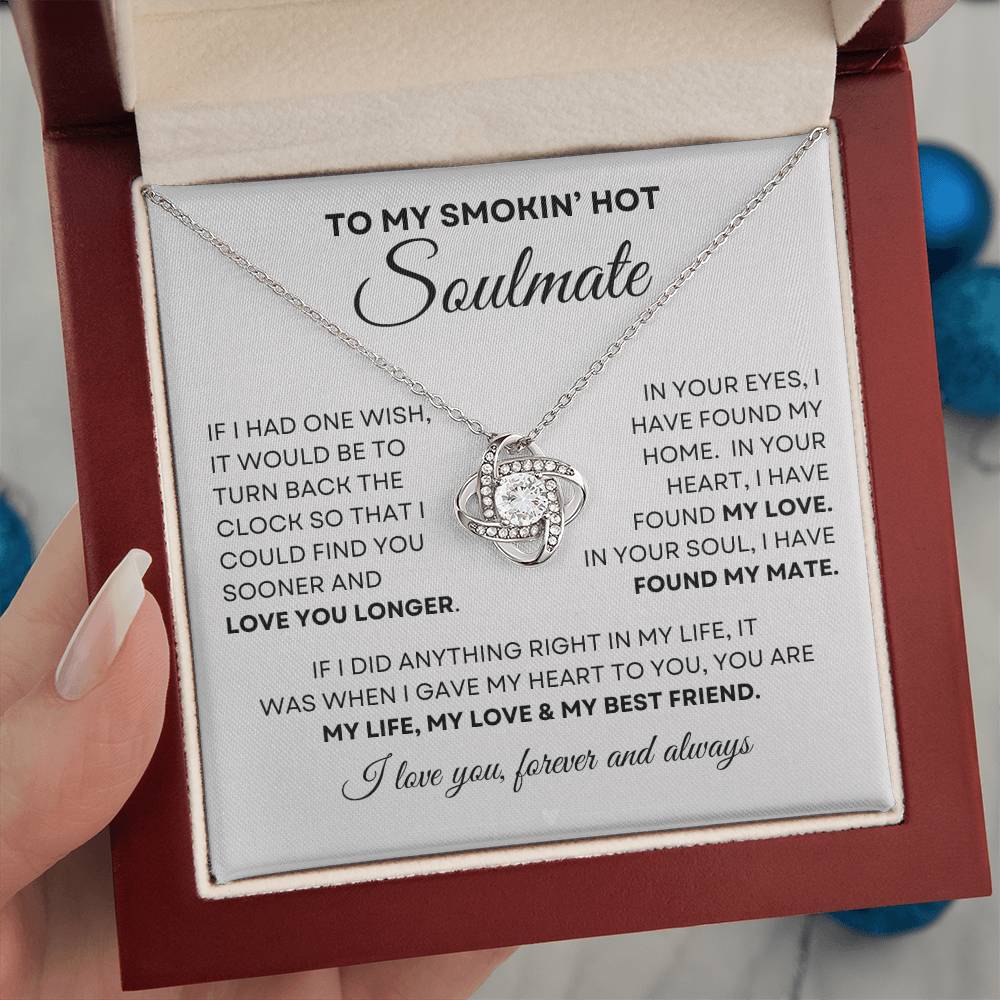 TO MY SMOKIN’ HOT
Soulmate
IF I HAD ONE WISH,
IT WOULD BE TO
TURN BACK THE
CLOCK SO THAT I
COULD FIND YOU
SOONER AND
LOVE YOU LONGER.
IN YOUR EYES, I
HAVE FOUND MY
HOME. IN YOUR
HEART, I HAVE
FOUND MY LOVE.
IN YOUR SOUL, I HAVE
FOUND MY MATE.
IF I DID ANYTHING RIGHT IN MY LIFE, IT
WAS WHEN I GAVE MY HEART TO YOU, YOU ARE
MY LIFE, MY LOVE & MY BEST FRIEND.
I love you, forever and always